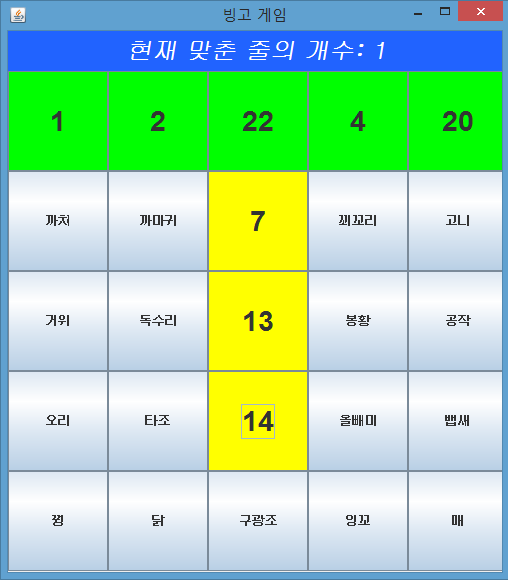 빙고 게임
현재 맞춘 줄의 개수: 1
1 2 22 4 20
까치 까마귀 7 꾀꼬리 고니
거위 독수리 13 봉황 공작
오리 타조 14 올빼미 뱁새
꿩 닭 구광조 잉꼬 매